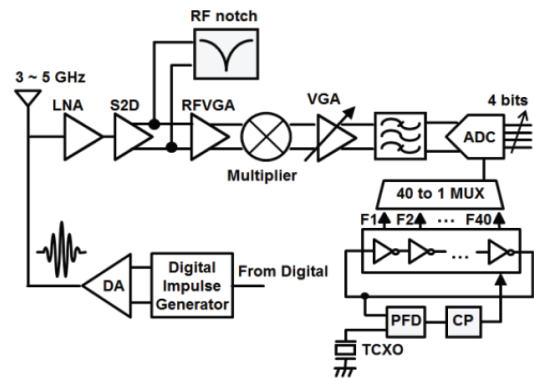 RF notch
3 ~ 5 GHz
LNA
S2D
RFVGA
VGA
4 bits
ADC
Multiplier
40 to 1 MUX
F1 F2 ... F40
...
DA
Digital
Impulse
Generator
From Digital
PFD
CP
TCXO